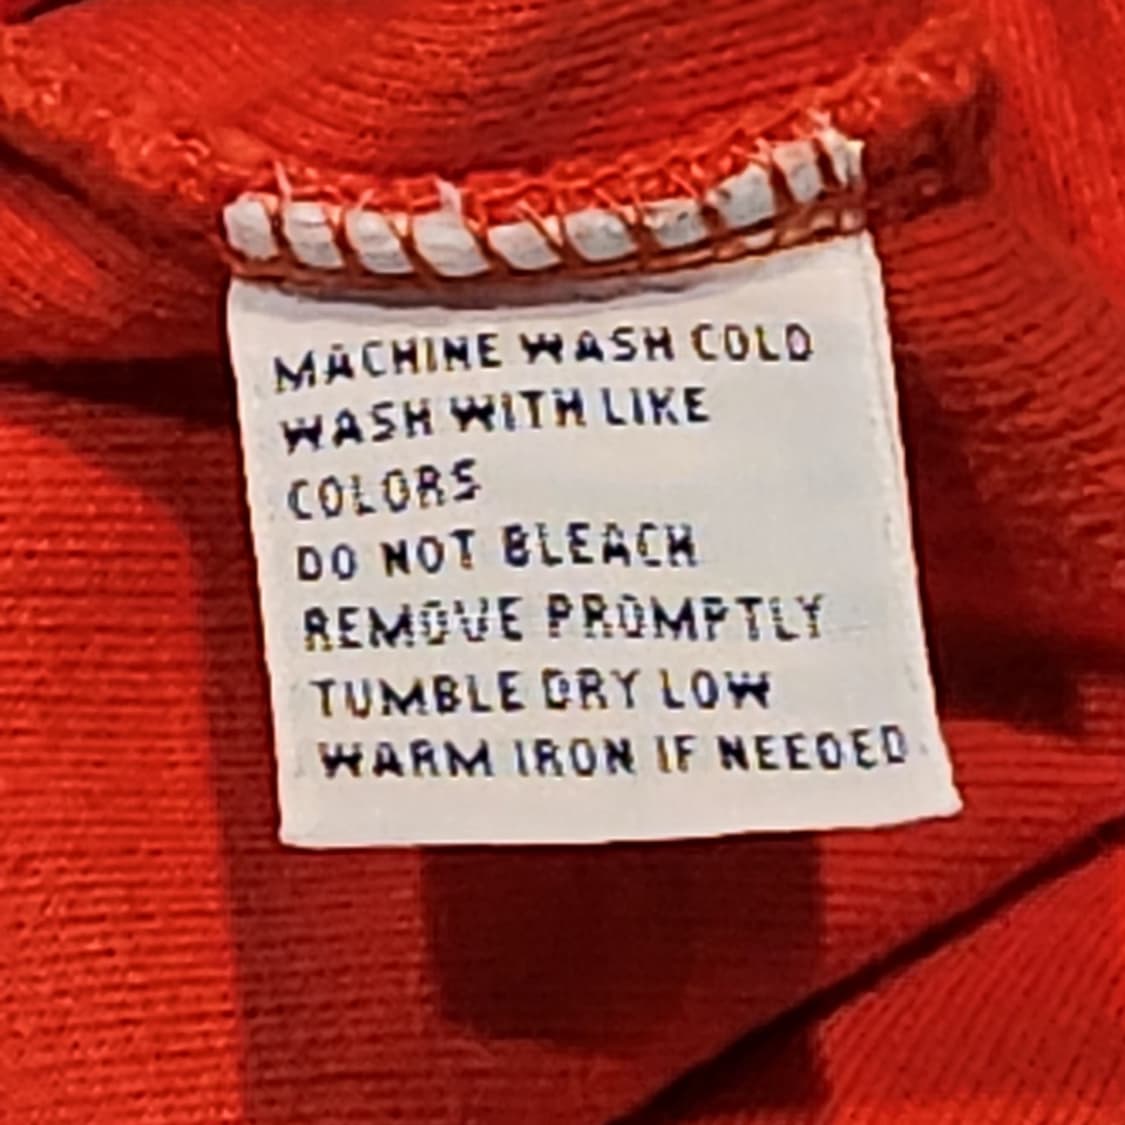 MACHINE WASH COLD
WASH WITH LIKE
COLORS
DO NOT BLEACH
REMOVE PROMPTLY
TUMBLE DRY LOW
WARM IRON IF NEEDED